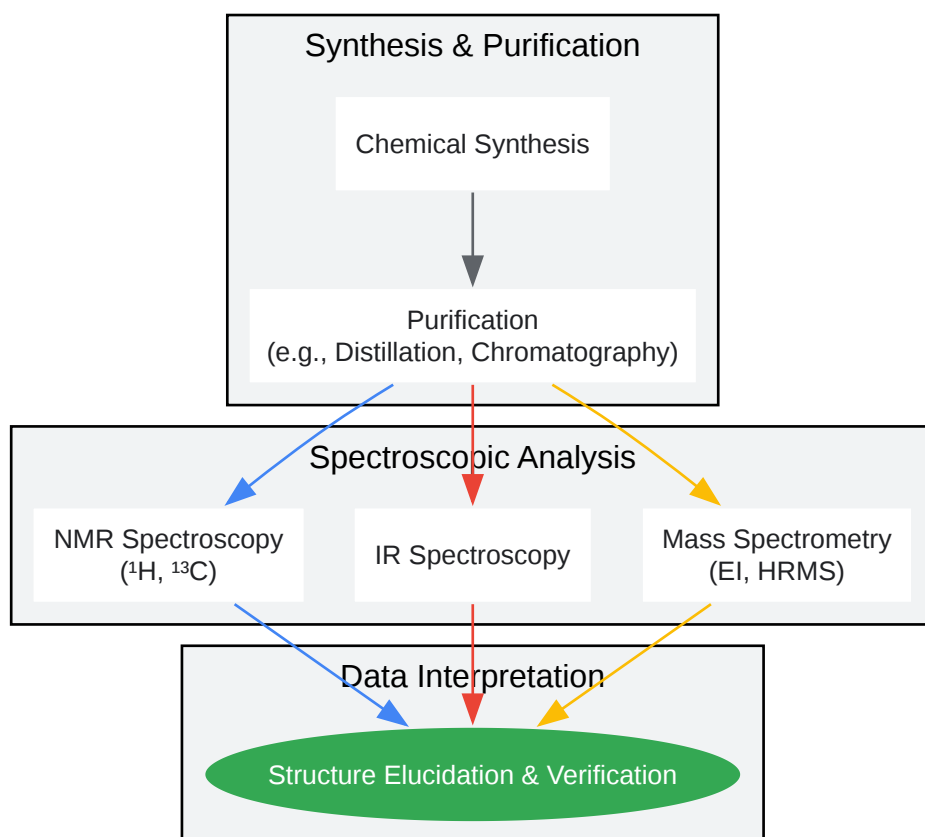 Synthesis & Purification
Chemical Synthesis
Purification
(e.g., Distillation, Chromatography)
Spectroscopic Analysis
NMR Spectroscopy
(¹H, ¹³C)
IR Spectroscopy
Mass Spectrometry
(EI, HRMS)
Data Interpretation
Structure Elucidation & Verification